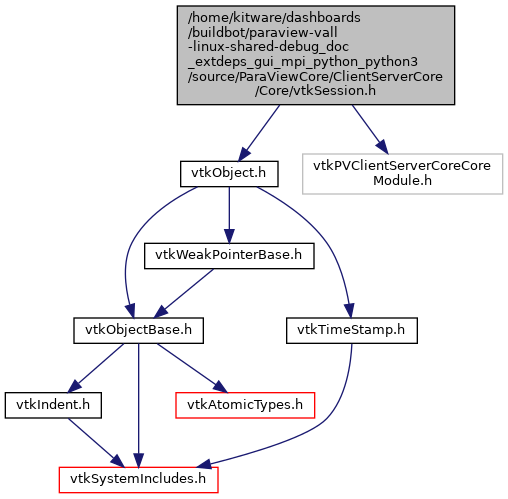 /home/kitware/dashboards
/buildbot/paraview-vall
-linux-shared-debug_doc
_extdeps_gui_mpi_python_python3
/source/ParaViewCore/ClientServerCore
/Core/vtkSession.h
vtkObject.h
vtkPVClientServerCoreCore
Module.h
vtkWeakPointerBase.h
vtkObjectBase.h
vtkTimeStamp.h
vtkIndent.h
vtkAtomicTypes.h
vtkSystemIncludes.h